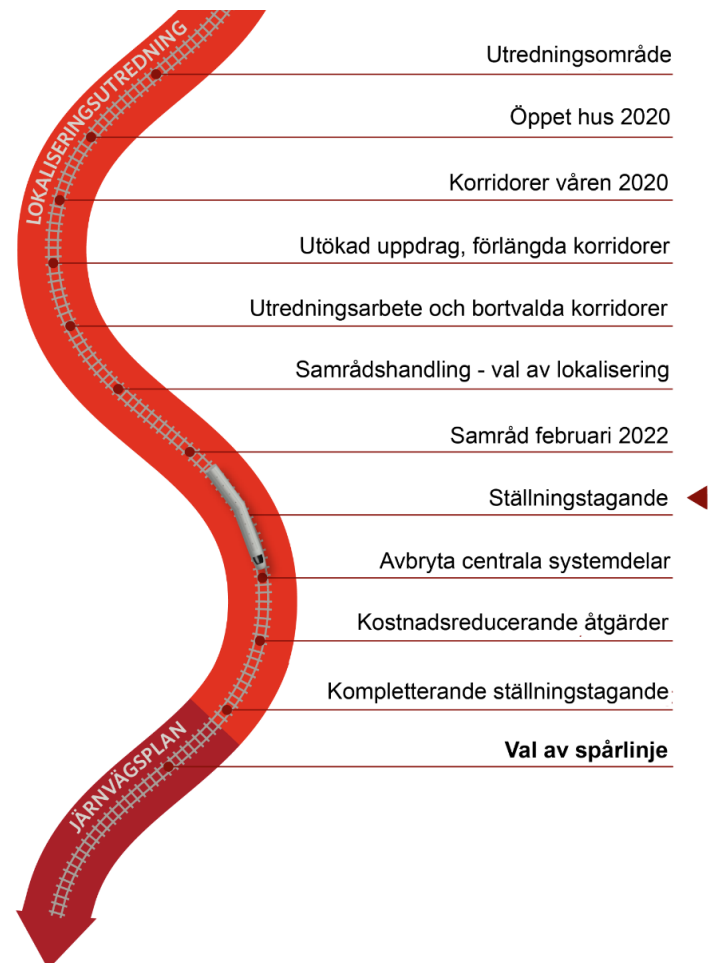 LOKALISERINGSUTREDNING
Utredningsområde
Öppet hus 2020
Korridorer våren 2020
Utökad uppdrag, förlängda korridorer
Utredningsarbete och bortvalda korridorer
Samrådshandling - val av lokalisering
Samråd februari 2022
Ställningstagande
Avbryta centrala systemdelar
Kostnadsreducerande åtgärder
Kompletterande ställningstagande
Val av spårlinje
JÄRNVÄGSPLAN